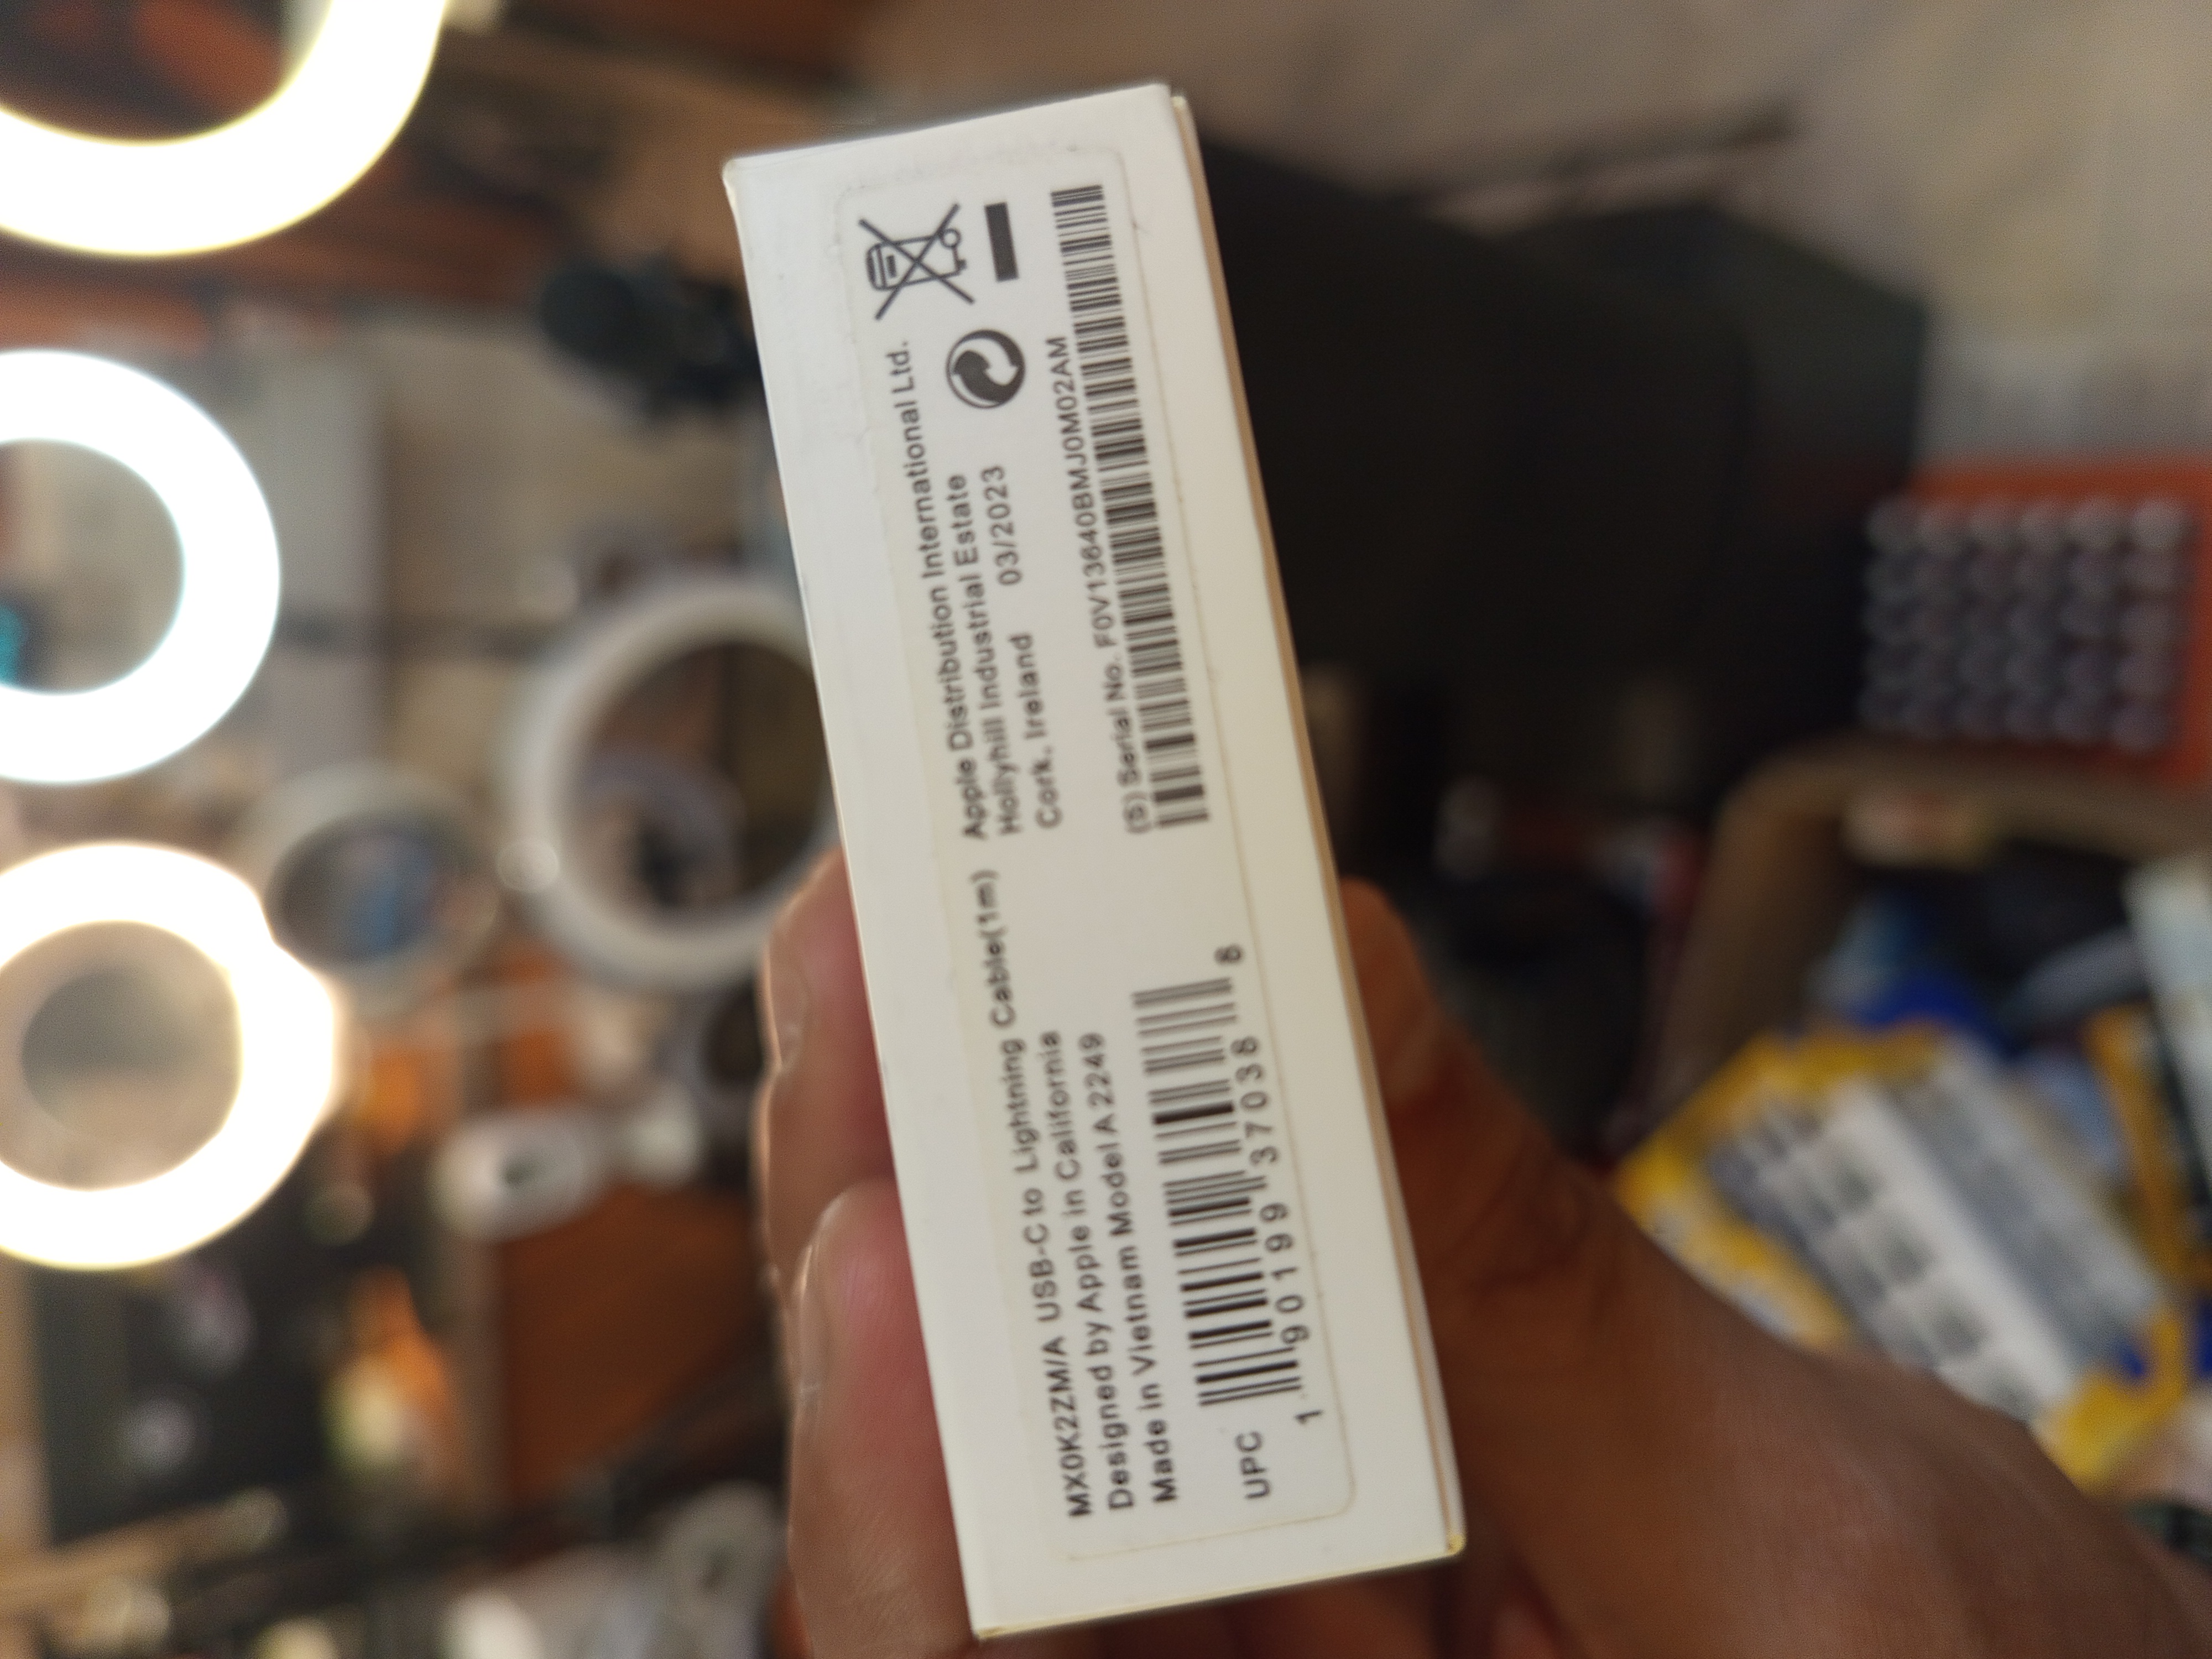 MX0K2ZM/A USB-C to Lightning Cable(1m)
Designed by Apple in California
Made in Vietnam Model A 2249
UPC
1 90199 37038 6
Apple Distribution International Ltd.
Hollyhill Industrial Estate
Cork, Ireland 03/2023
(S) Serial No. F0V13640BMJ0M02AM